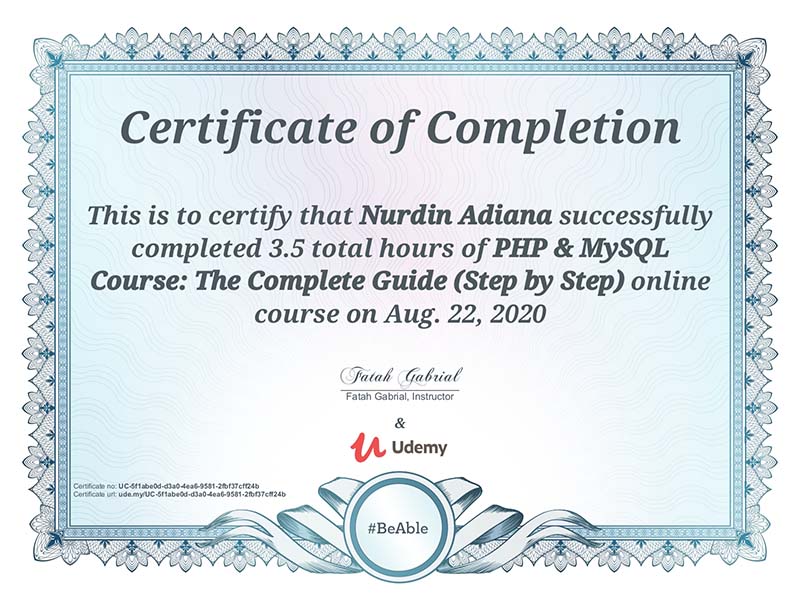 Certificate of Completion
This is to certify that Nurdin Adiana successfully
completed 3.5 total hours of PHP & MySQL
Course: The Complete Guide (Step by Step) online
course on Aug. 22, 2020
Fatah Gabrial
Fatah Gabrial, Instructor
&
Udemy
Certificate no: UC-5f1abe0d-d3a0-4ea6-9581-2fbf37cff24b
Certificate url: ude.my/UC-5f1abe0d-d3a0-4ea6-9581-2fbf37cff24b
#BeAble